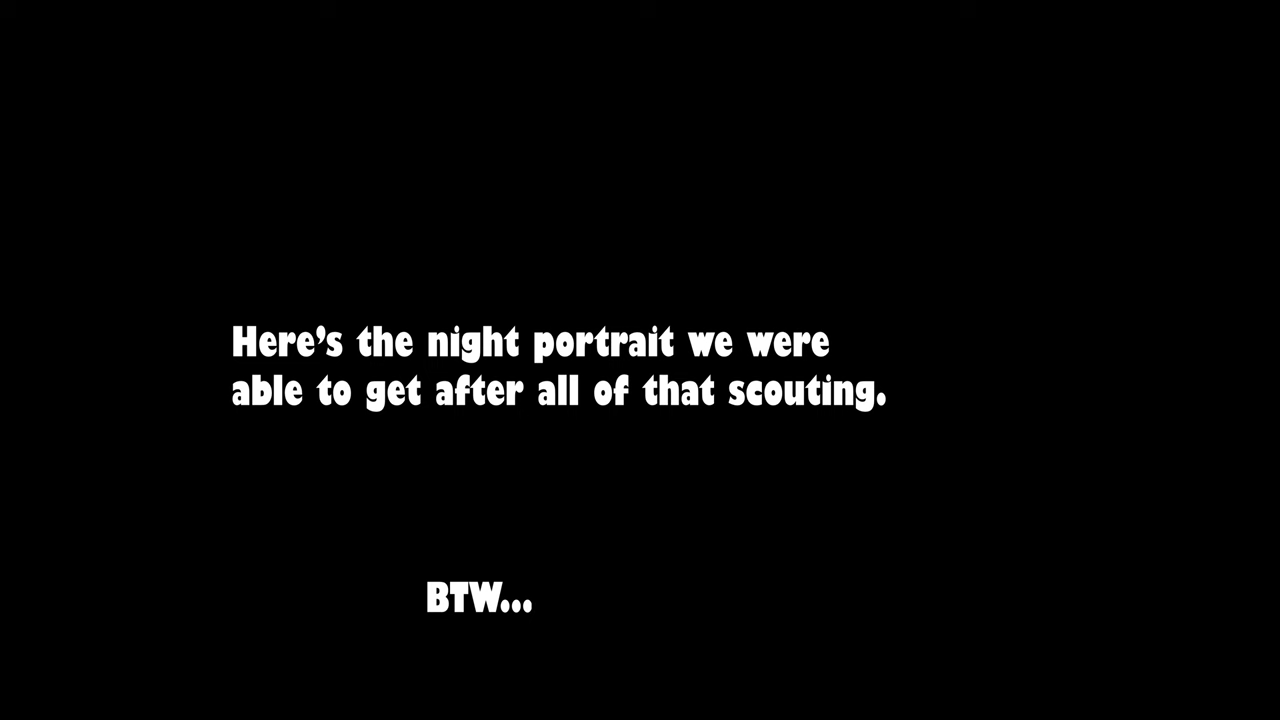 Here's the night portrait we were
able to get after all of that scouting.
BTW...